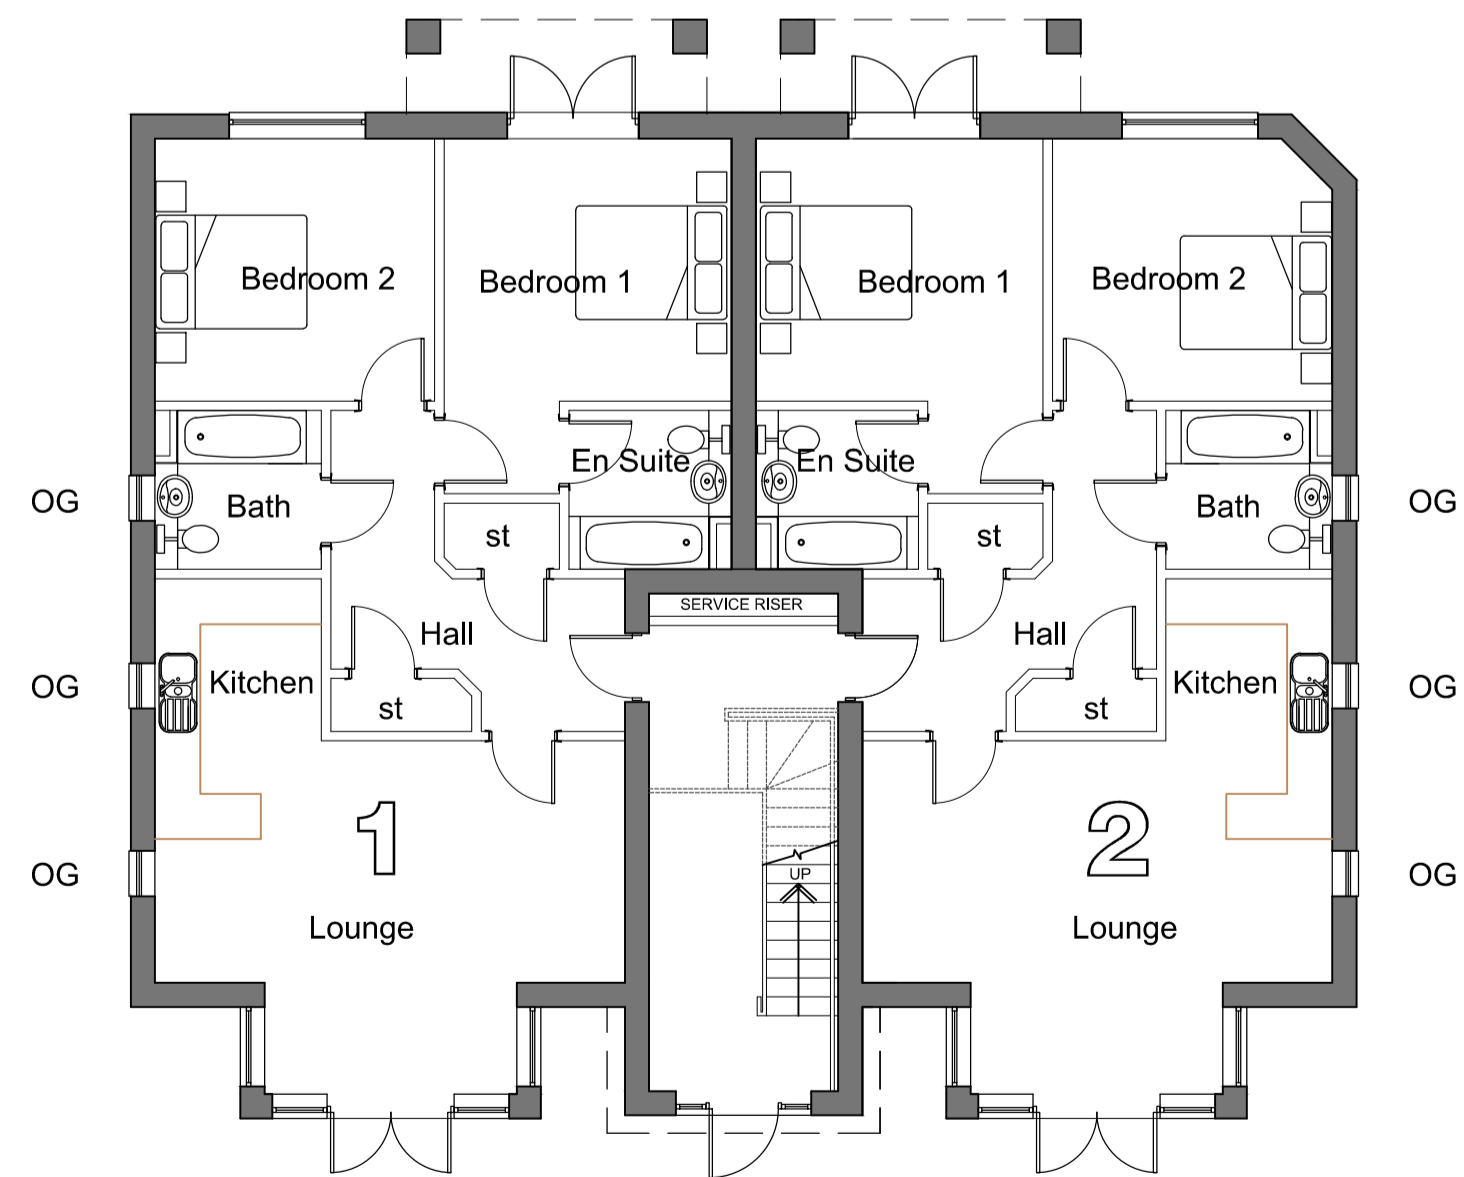 Bedroom 2
Bedroom 1
Bedroom 1
Bedroom 2
En Suite
En Suite
OG
Bath
st
st
Bath
OG
SERVICE RISER
Hall
Hall
OG
Kitchen
st
st
Kitchen
OG
1
2
OG
UP
OG
Lounge
Lounge